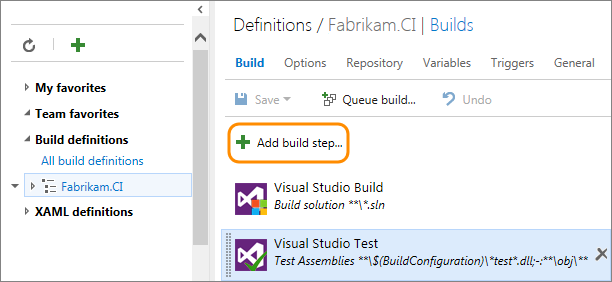 My favorites
Team favorites
Build definitions
All build definitions
Fabrikam.CI
XAML definitions
Definitions / Fabrikam.CI | Builds
Build Options Repository Variables Triggers General
Save Queue build... Undo
Add build step...
Visual Studio Build
Build solution **\*.sln
Visual Studio Test
Test Assemblies **\$(BuildConfiguration)\*test*.dll;-:**\obj\**